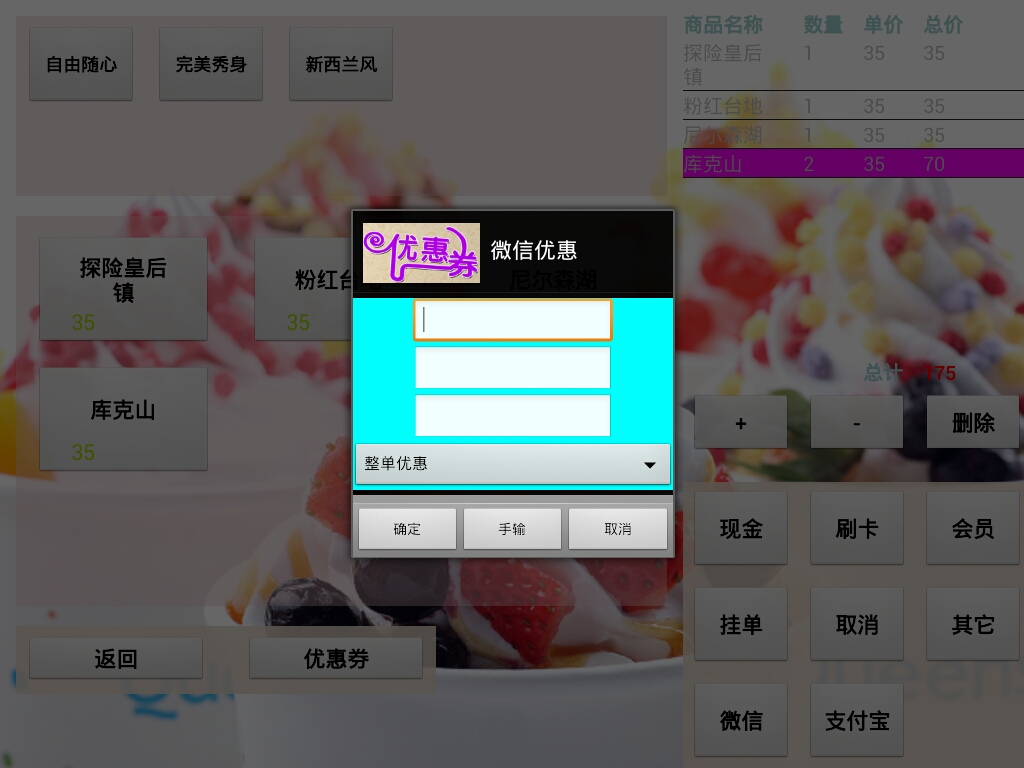 自由随心
完美秀身
新西兰风
商品名称 数量 单价 总价
探险皇后镇 1 35 35
粉红台地 1 35 35
尼尔森湖 1 35 35
库克山 2 35 70
探险皇后
镇
35
粉红台地
35
尼尔森湖
库克山
35
优惠券
微信优惠
整单优惠
确定
手输
取消
总计 175
+
-
删除
现金
刷卡
会员
挂单
取消
其它
微信
支付宝
返回
优惠券